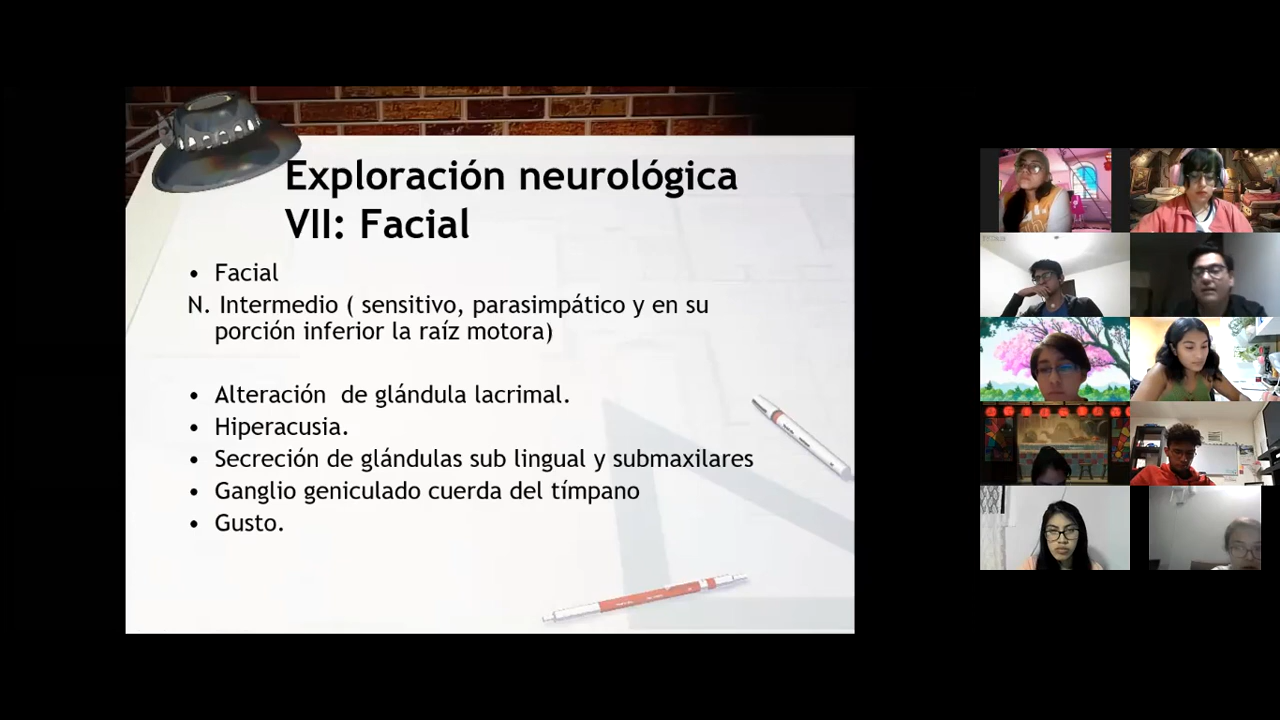 Exploración neurológica
VII: Facial
• Facial
N. Intermedio ( sensitivo, parasimpático y en su
porción inferior la raíz motora)
• Alteración de glándula lacrimal.
• Hiperacusia.
• Secreción de glándulas sub lingual y submaxilares
• Ganglio geniculado cuerda del tímpano
• Gusto.